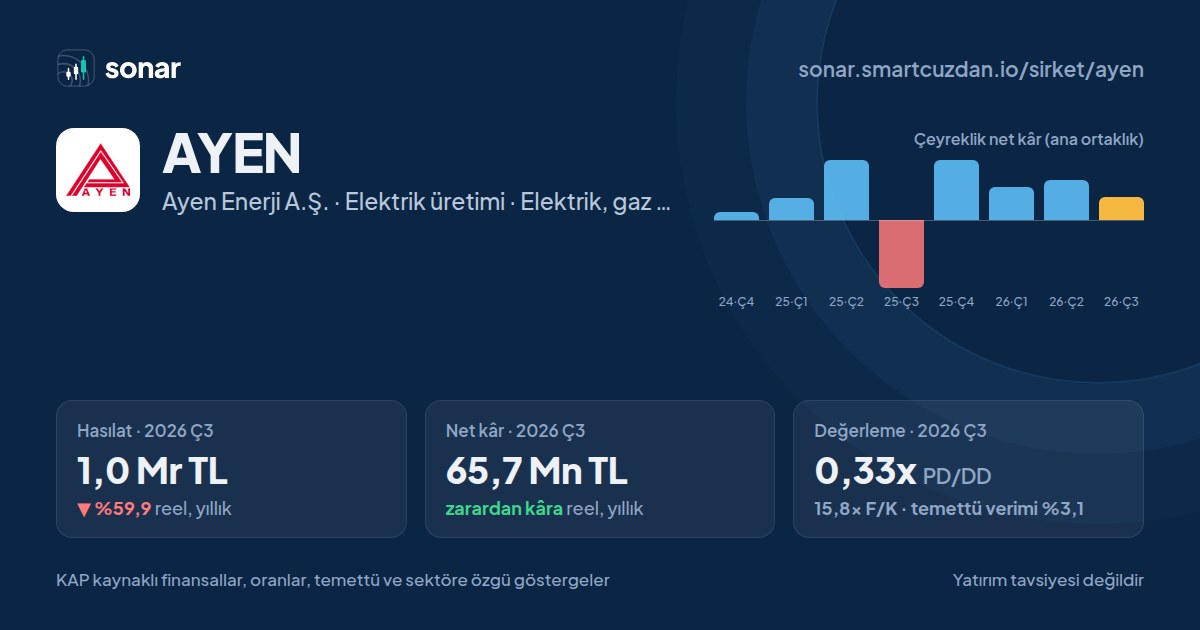 sonar
sonar.smartcuzdan.io/sirket/ayen
AYEN
AYEN
Ayen Enerji A.Ş. · Elektrik üretimi · Elektrik, gaz ...
Çeyreklik net kâr (ana ortaklık)
24-Ç4 25-Ç1 25-Ç2 25-Ç3 25-Ç4 26-Ç1 26-Ç2 26-Ç3
Hasılat · 2026 Ç3
1,0 Mr TL
▼ %59,9 reel, yıllık
Net kâr · 2026 Ç3
65,7 Mn TL
zarardan kâra reel, yıllık
Değerleme · 2026 Ç3
0,33x PD/DD
15,8x F/K · temettü verimi %3,1
KAP kaynaklı finansallar, oranlar, temettü ve sektöre özgü göstergeler
Yatırım tavsiyesi değildir